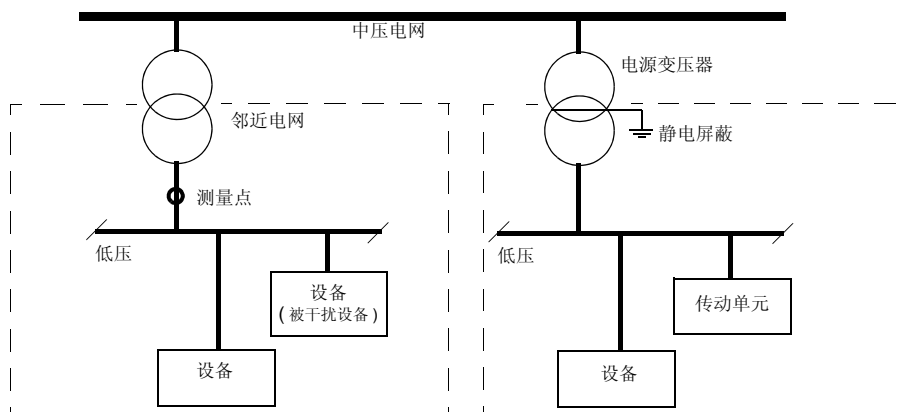 中压电网
电源变压器
邻近电网
静电屏蔽
测量点
低压
低压
设备
(被干扰设备)
传动单元
设备
设备